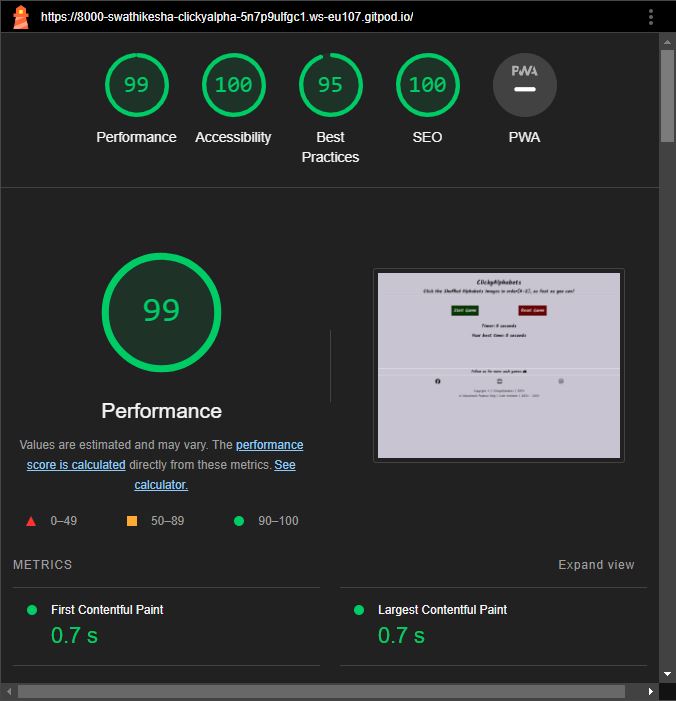 https://8000-swathikesha-clickyalpha-5n7p9ulfgc1.ws-eu107.gitpod.io/
99
100
95
100
PWA
Performance
Accessibility
Best
Practices
SEO
PWA
99
Performance
Values are estimated and may vary. The performance
score is calculated directly from these metrics. See
calculator.
0–49
50–89
90–100
ClickyAlphabets
Click the Shuffled Alphabets images in order[A-Z], as fast as you can!
Start Game
Reset Game
Timer: 0 seconds
Your best time: 0 seconds
Follow us for more such games
METRICS
Expand view
First Contentful Paint
0.7 s
Largest Contentful Paint
0.7 s